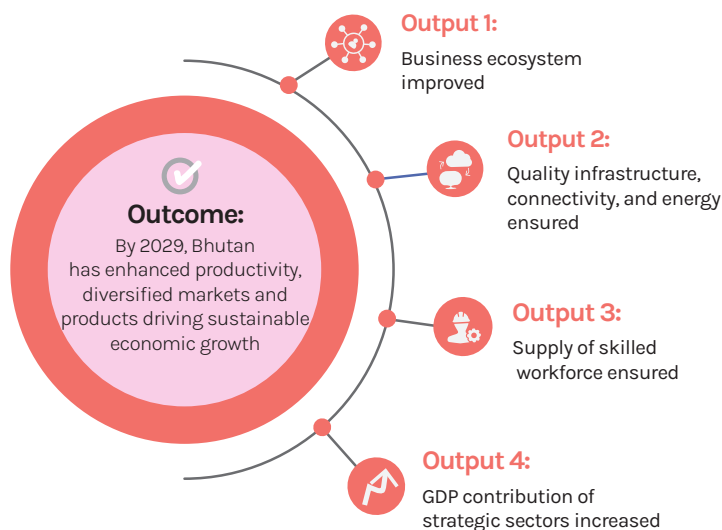 Outcome:
By 2029, Bhutan
has enhanced productivity,
diversified markets and
products driving sustainable
economic growth
Output 1:
Business ecosystem
improved
Output 2:
Quality infrastructure,
connectivity, and energy
ensured
Output 3:
Supply of skilled
workforce ensured
Output 4:
GDP contribution of
strategic sectors increased